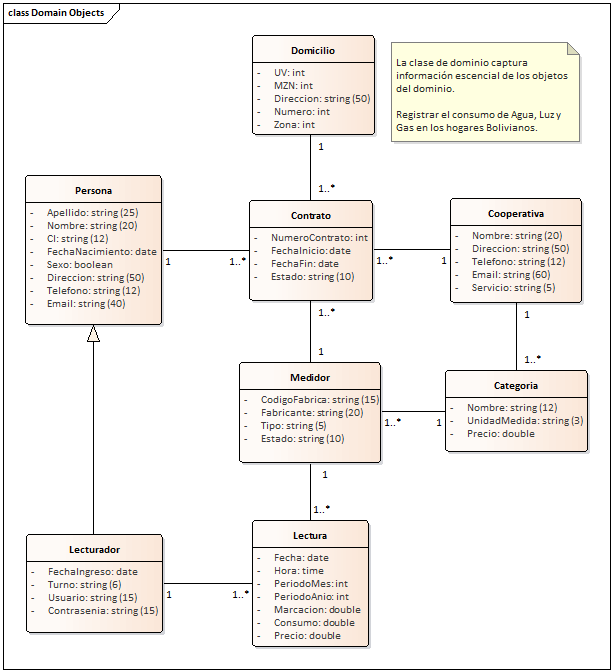 class Domain Objects
Domicilio
- UV: int
- MZN: int
- Direccion: string (50)
- Numero: int
- Zona: int
La clase de dominio captura
información escencial de los objetos
del dominio.
Registrar el consumo de Agua, Luz y
Gas en los hogares Bolivianos.
1
1..*
Persona
- Apellido: string (25)
- Nombre: string (20)
- CI: string (12)
- FechaNacimiento: date
- Sexo: boolean
- Direccion: string (50)
- Telefono: string (12)
- Email: string (40)
1
1..*
Contrato
- NumeroContrato: int
- FechaInicio: date
- FechaFin: date
- Estado: string (10)
1..*
1
Cooperativa
- Nombre: string (20)
- Direccion: string (50)
- Telefono: string (12)
- Email: string (60)
- Servicio: string (5)
1..*
1
1
1..*
Medidor
- CodigoFabrica: string (15)
- Fabricante: string (20)
- Tipo: string (5)
- Estado: string (10)
1..*
1
Categoria
- Nombre: string (12)
- UnidadMedida: string (3)
- Precio: double
1
1..*
Lecturador
- FechaIngreso: date
- Turno: string (6)
- Usuario: string (15)
- Contrasenia: string (15)
1
1..*
Lectura
- Fecha: date
- Hora: time
- PeriodoMes: int
- PeriodoAnio: int
- Marcacion: double
- Consumo: double
- Precio: double